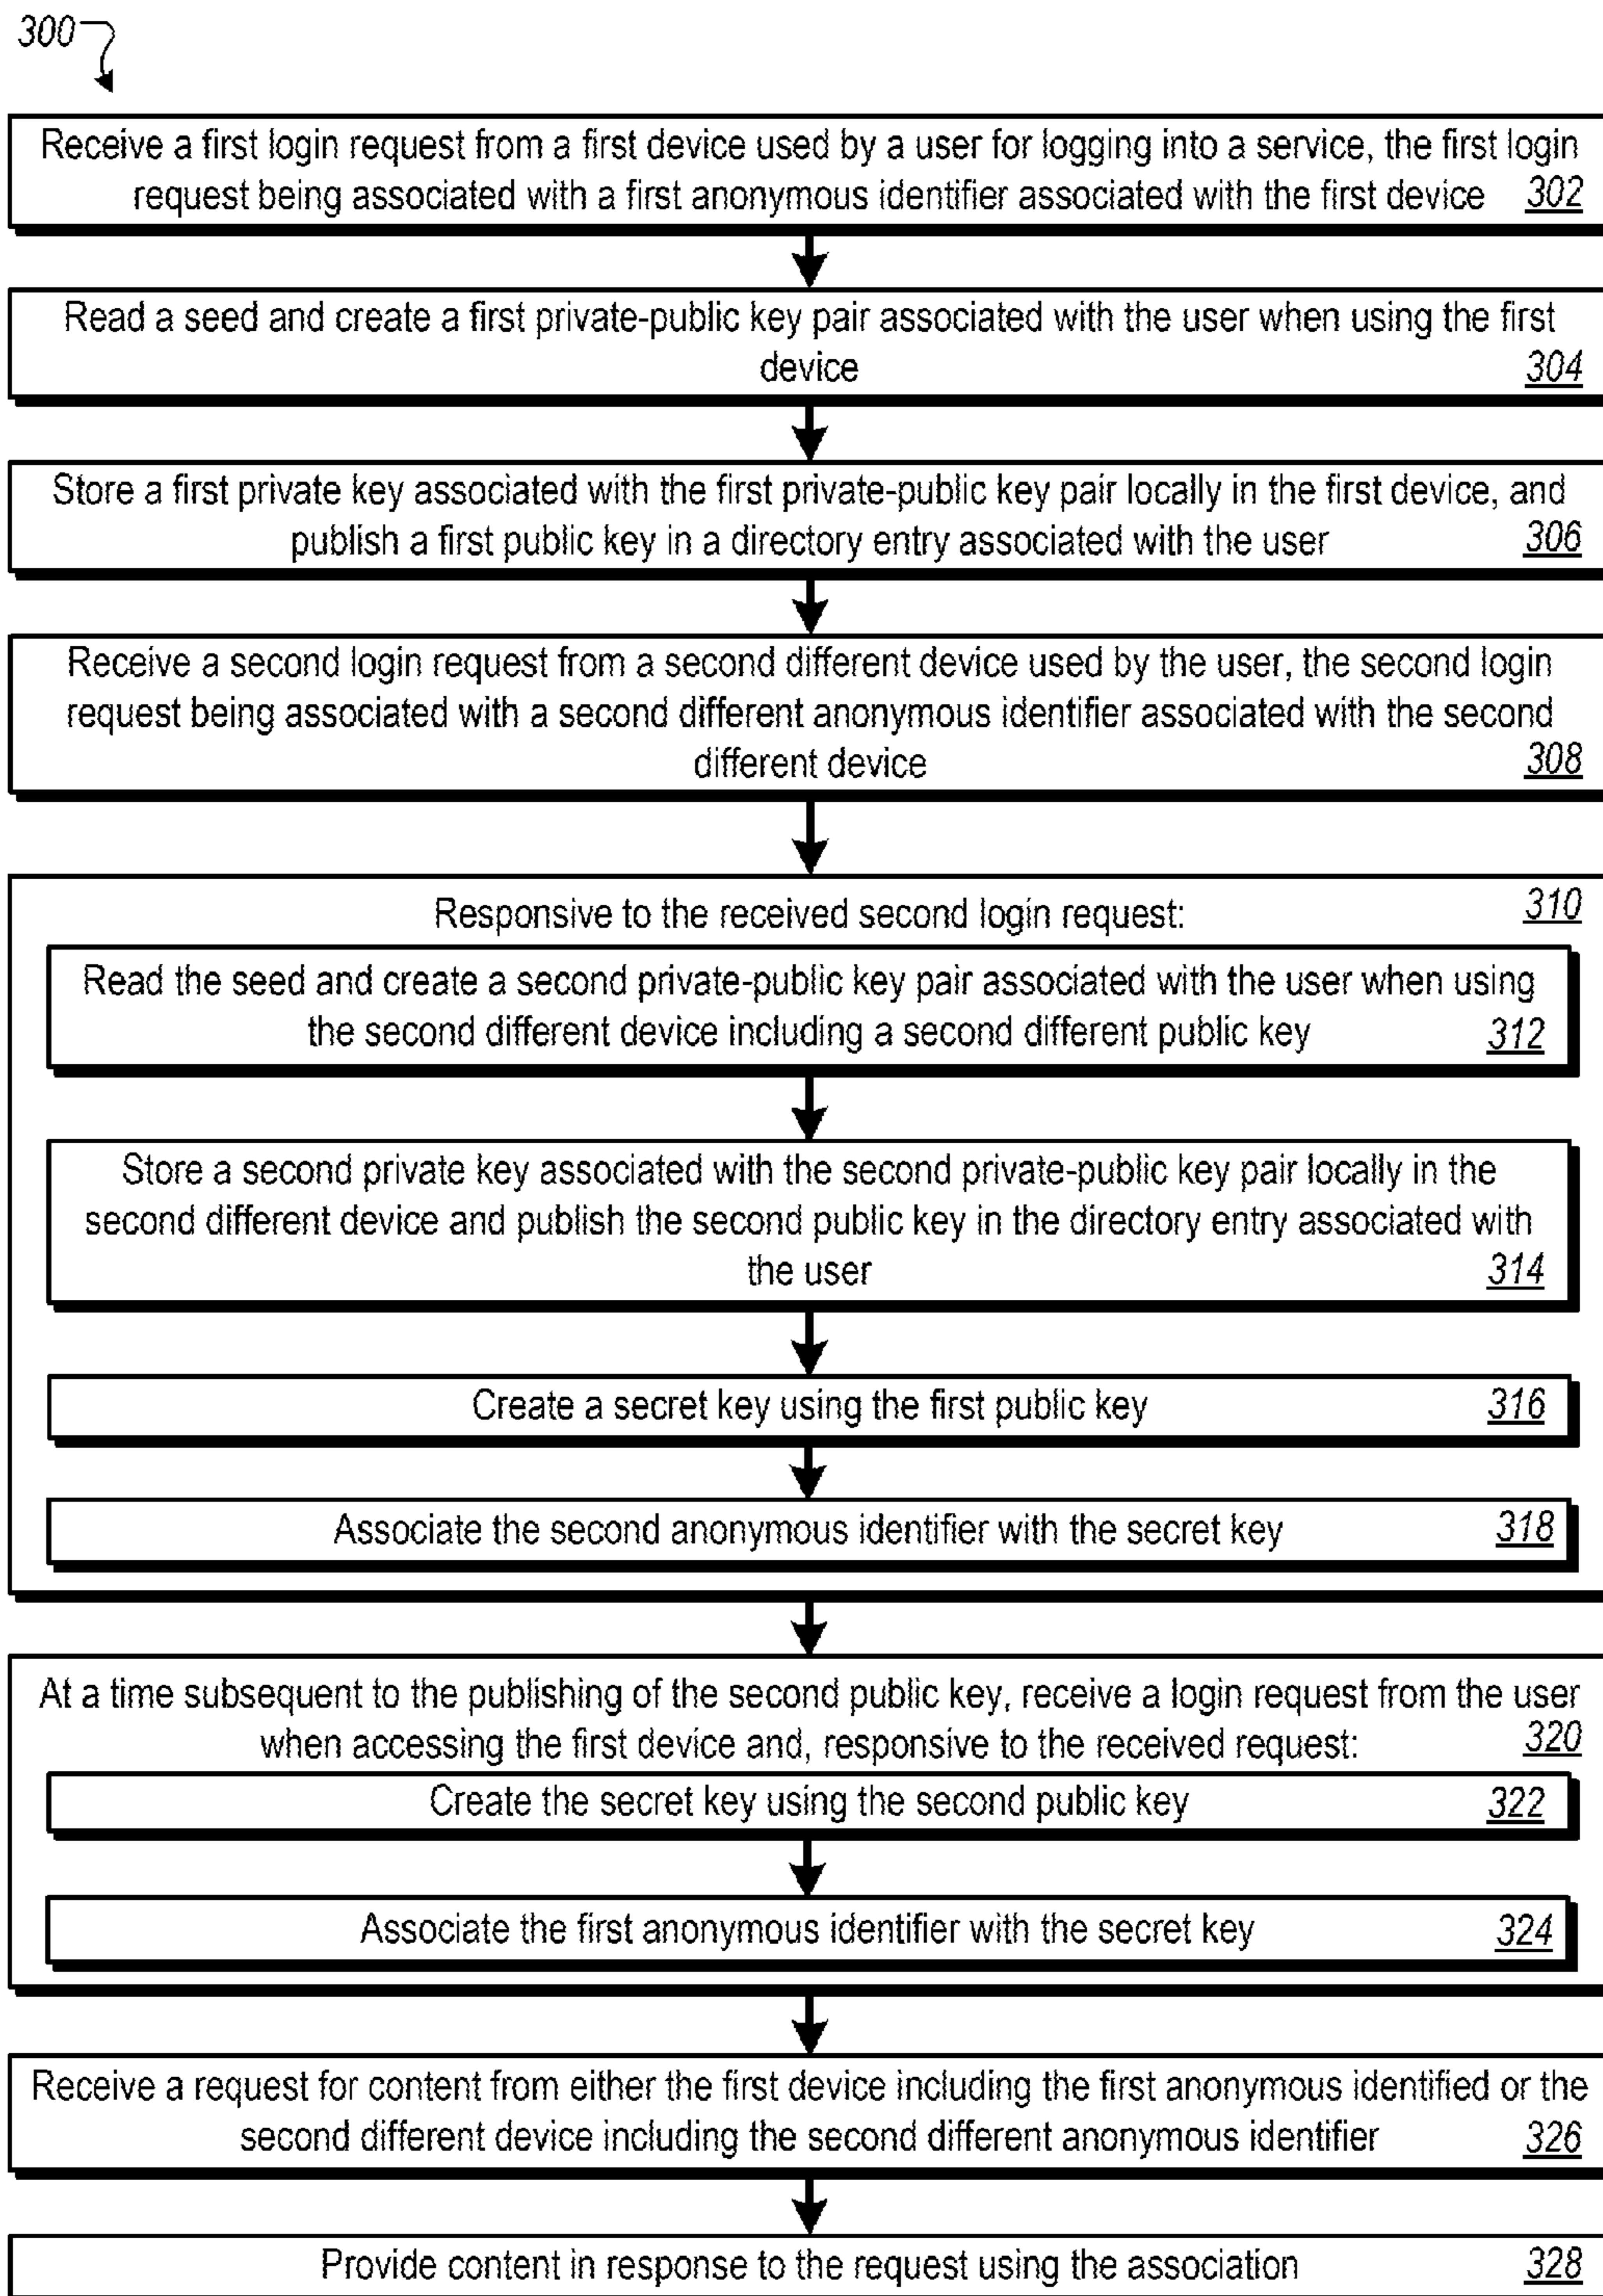 300
Receive a first login request from a first device used by a user for logging into a service, the first login
request being associated with a first anonymous identifier associated with the first device 302
Read a seed and create a first private-public key pair associated with the user when using the first
device 304
Store a first private key associated with the first private-public key pair locally in the first device, and
publish a first public key in a directory entry associated with the user 306
Receive a second login request from a second different device used by the user, the second login
request being associated with a second different anonymous identifier associated with the second
different device 308
Responsive to the received second login request: 310
Read the seed and create a second private-public key pair associated with the user when using
the second different device including a second different public key 312
Store a second private key associated with the second private-public key pair locally in the
second different device and publish the second public key in the directory entry associated with
the user 314
Create a secret key using the first public key 316
Associate the second anonymous identifier with the secret key 318
At a time subsequent to the publishing of the second public key, receive a login request from the user
when accessing the first device and, responsive to the received request: 320
Create the secret key using the second public key 322
Associate the first anonymous identifier with the secret key 324
Receive a request for content from either the first device including the first anonymous identified or the
second different device including the second different anonymous identifier 326
Provide content in response to the request using the association 328